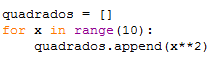 quadrados = []
for x in range(10):
    quadrados.append(x**2)